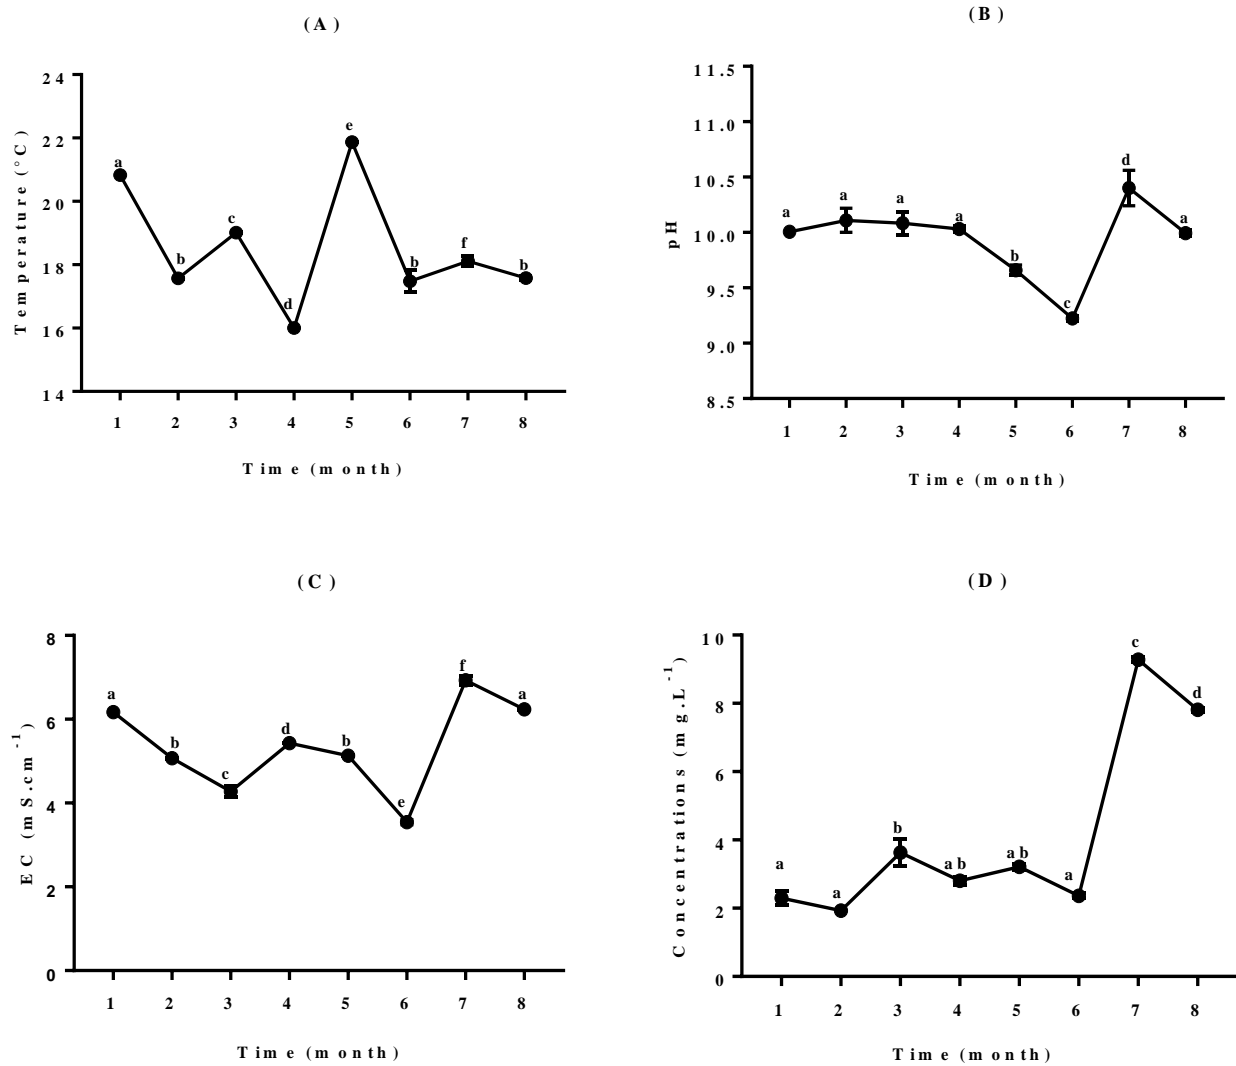 (A)
24
22
20
18
16
14
Temperature (°C)
a
b
c
d
e
b
f
b
1 2 3 4 5 6 7 8
Time (month)
(B)
11.5
11.0
10.5
10.0
9.5
9.0
8.5
pH
a
a
a
a
b
c
d
a
1 2 3 4 5 6 7 8
Time (month)
(C)
8
6
4
2
0
EC (mS.cm-1)
a
b
c
d
b
e
f
a
1 2 3 4 5 6 7 8
Time (month)
(D)
10
8
6
4
2
0
Concentrations (mg.L-1)
a
a
b
ab
ab
a
c
d
1 2 3 4 5 6 7 8
Time (month)